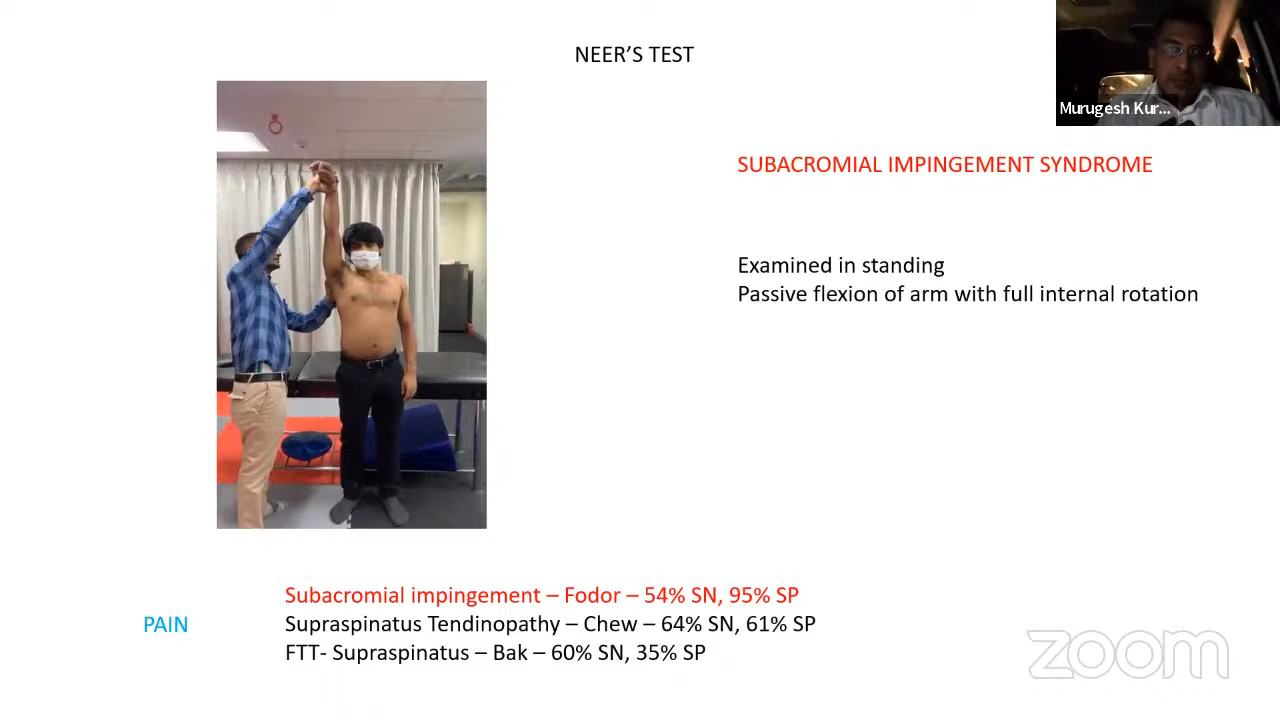 NEER’S TEST
Murugesh Kur...
SUBACROMIAL IMPINGEMENT SYNDROME
Examined in standing
Passive flexion of arm with full internal rotation
Subacromial impingement – Fodor – 54% SN, 95% SP
PAIN
Supraspinatus Tendinopathy – Chew – 64% SN, 61% SP
FTT- Supraspinatus – Bak – 60% SN, 35% SP
zoom